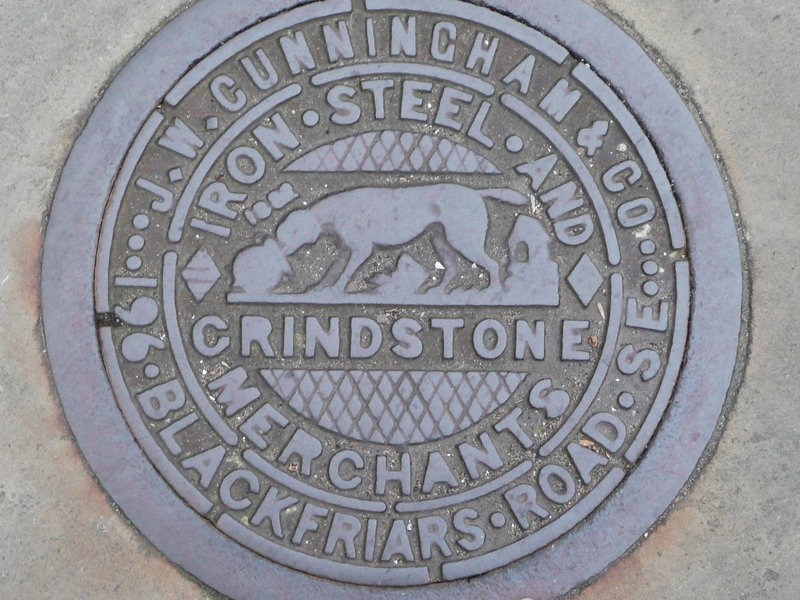 J.W. CUNNINGHAM & CO...
196 · BLACKFRIARS · ROAD · S E...
IRON · STEEL · AND
GRINDSTONE
MERCHANTS